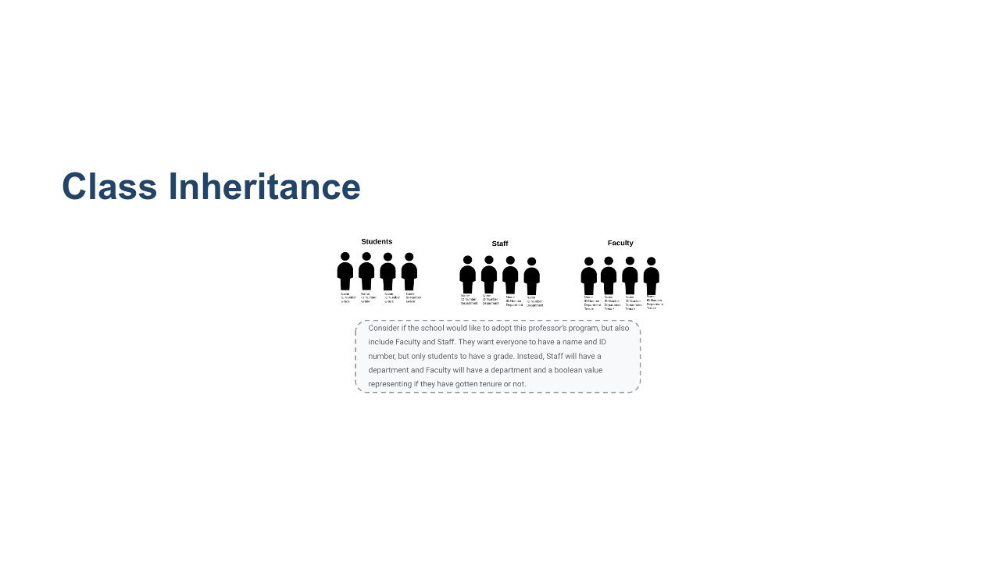 Class Inheritance
Students
Staff
Faculty
Name
ID Number
Grade
Name
ID Number
Grade
Name
ID Number
Grade
Name
ID Number
Grade
Name
ID Number
Department
Name
ID Number
Department
Name
ID Number
Department
Name
ID Number
Department
Name
ID Number
Department
Tenure
Name
ID Number
Department
Tenure
Name
ID Number
Department
Tenure
Name
ID Number
Department
Tenure
Consider if the school would like to adopt this professor's program, but also
include Faculty and Staff. They want everyone to have a name and ID
number, but only students to have a grade. Instead, Staff will have a
department and Faculty will have a department and a boolean value
representing if they have gotten tenure or not.